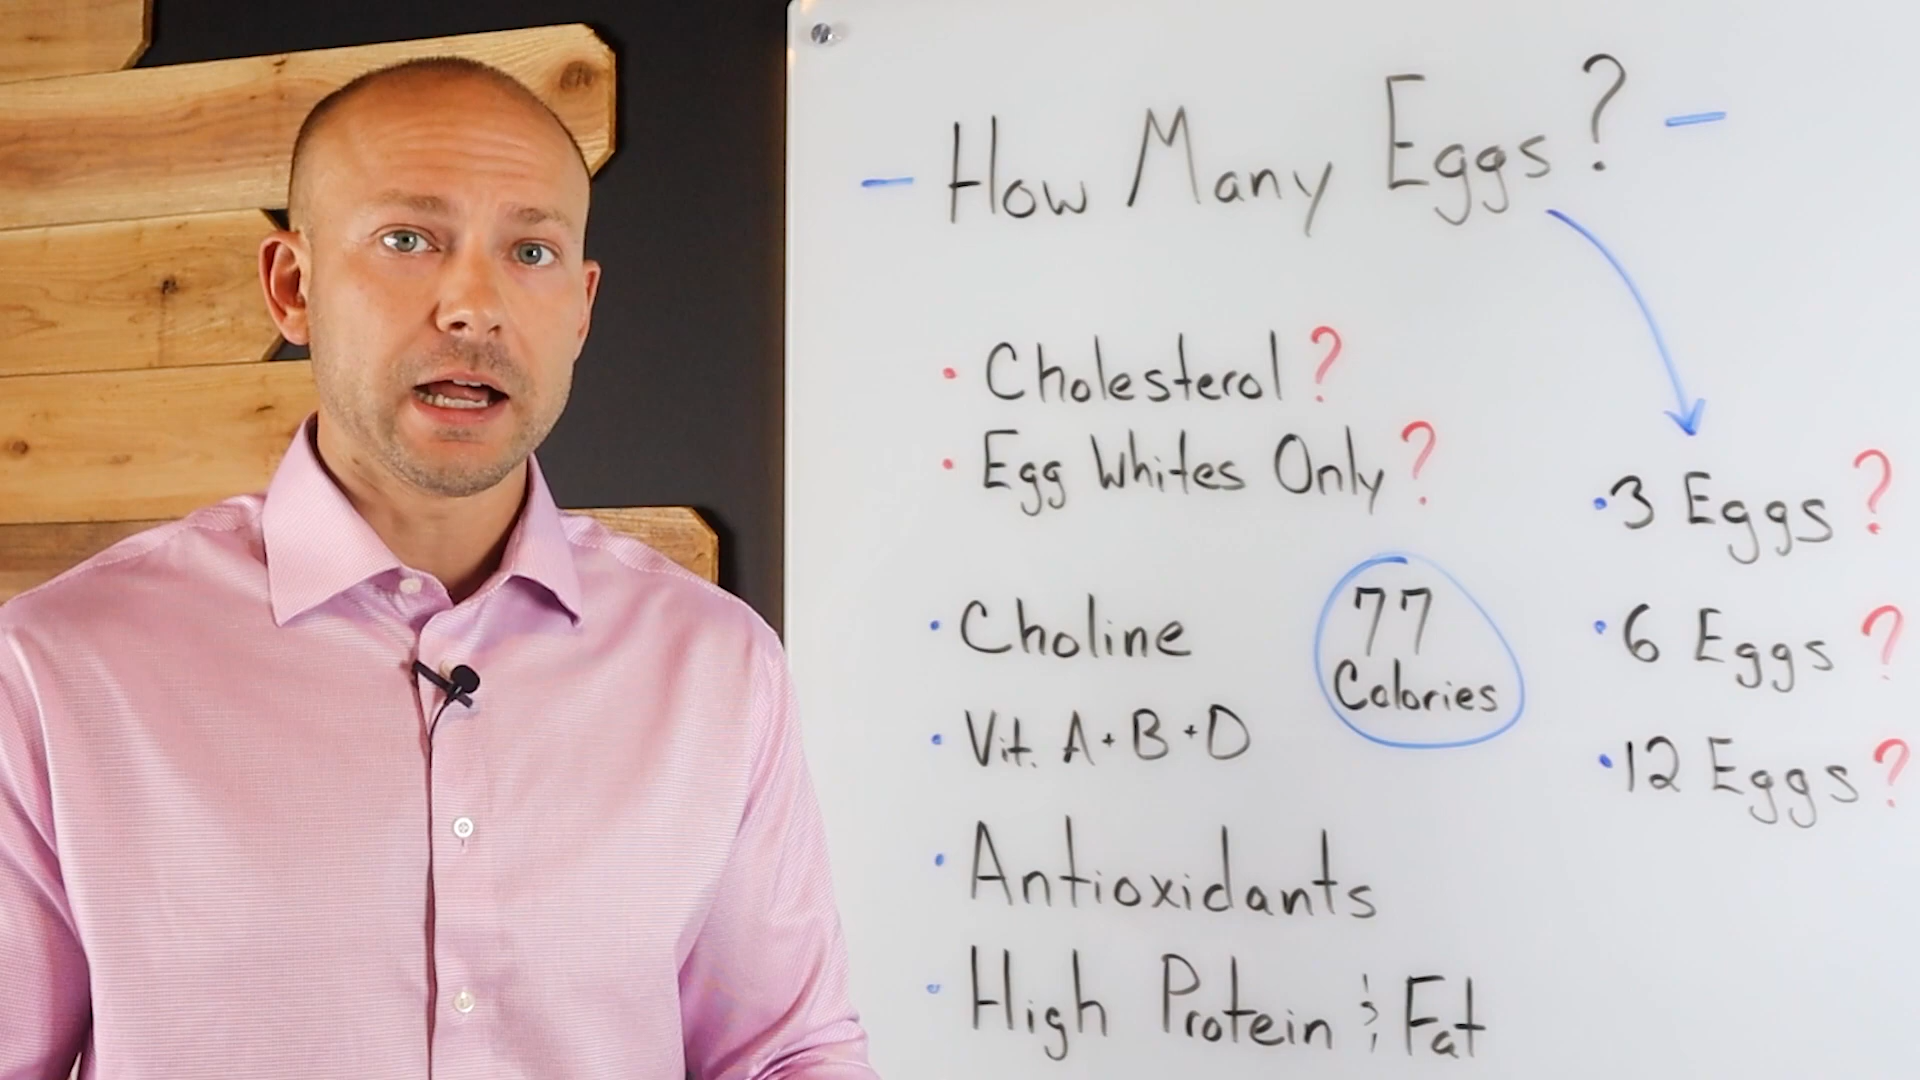 - How Many Eggs? -
• Cholesterol?
• Egg Whites Only?
• Choline
• Vit. A + B + D
• Antioxidants
• High Protein & Fat
77
Calories
• 3 Eggs?
• 6 Eggs?
• 12 Eggs?